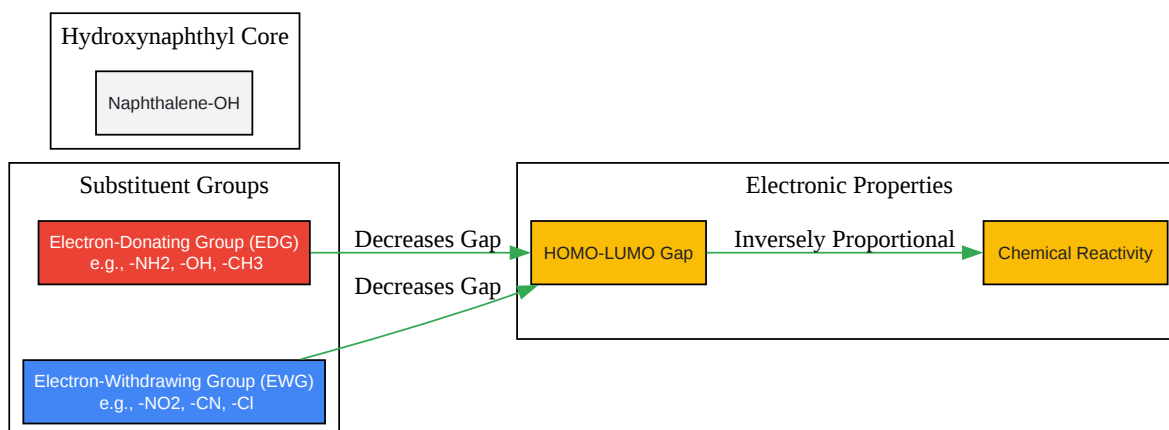 Hydroxynaphthyl Core
Naphthalene-OH
Substituent Groups
Electron-Donating Group (EDG)
e.g., -NH2, -OH, -CH3
Electron-Withdrawing Group (EWG)
e.g., -NO2, -CN, -Cl
Decreases Gap
Decreases Gap
Electronic Properties
HOMO-LUMO Gap
Inversely Proportional
Chemical Reactivity